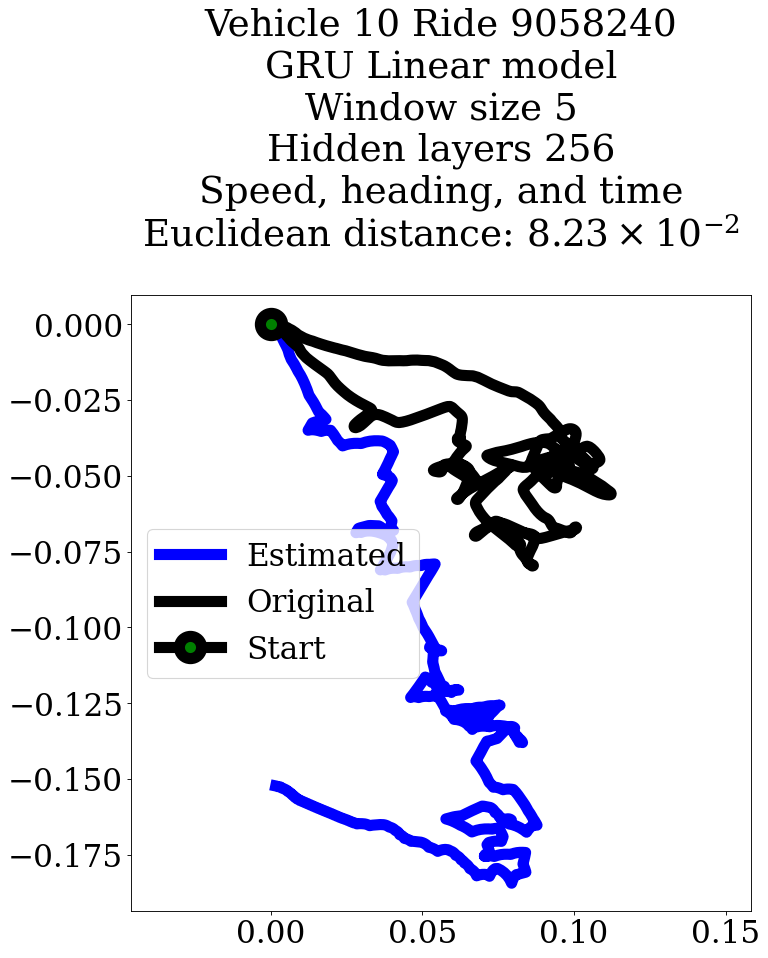 Vehicle 10 Ride 9058240
GRU Linear model
Window size 5
Hidden layers 256
Speed, heading, and time
Euclidean distance: 8.23 × 10⁻²
0.000
−0.025
−0.050
−0.075
−0.100
−0.125
−0.150
−0.175
Estimated
Original
Start
0.00 0.05 0.10 0.15